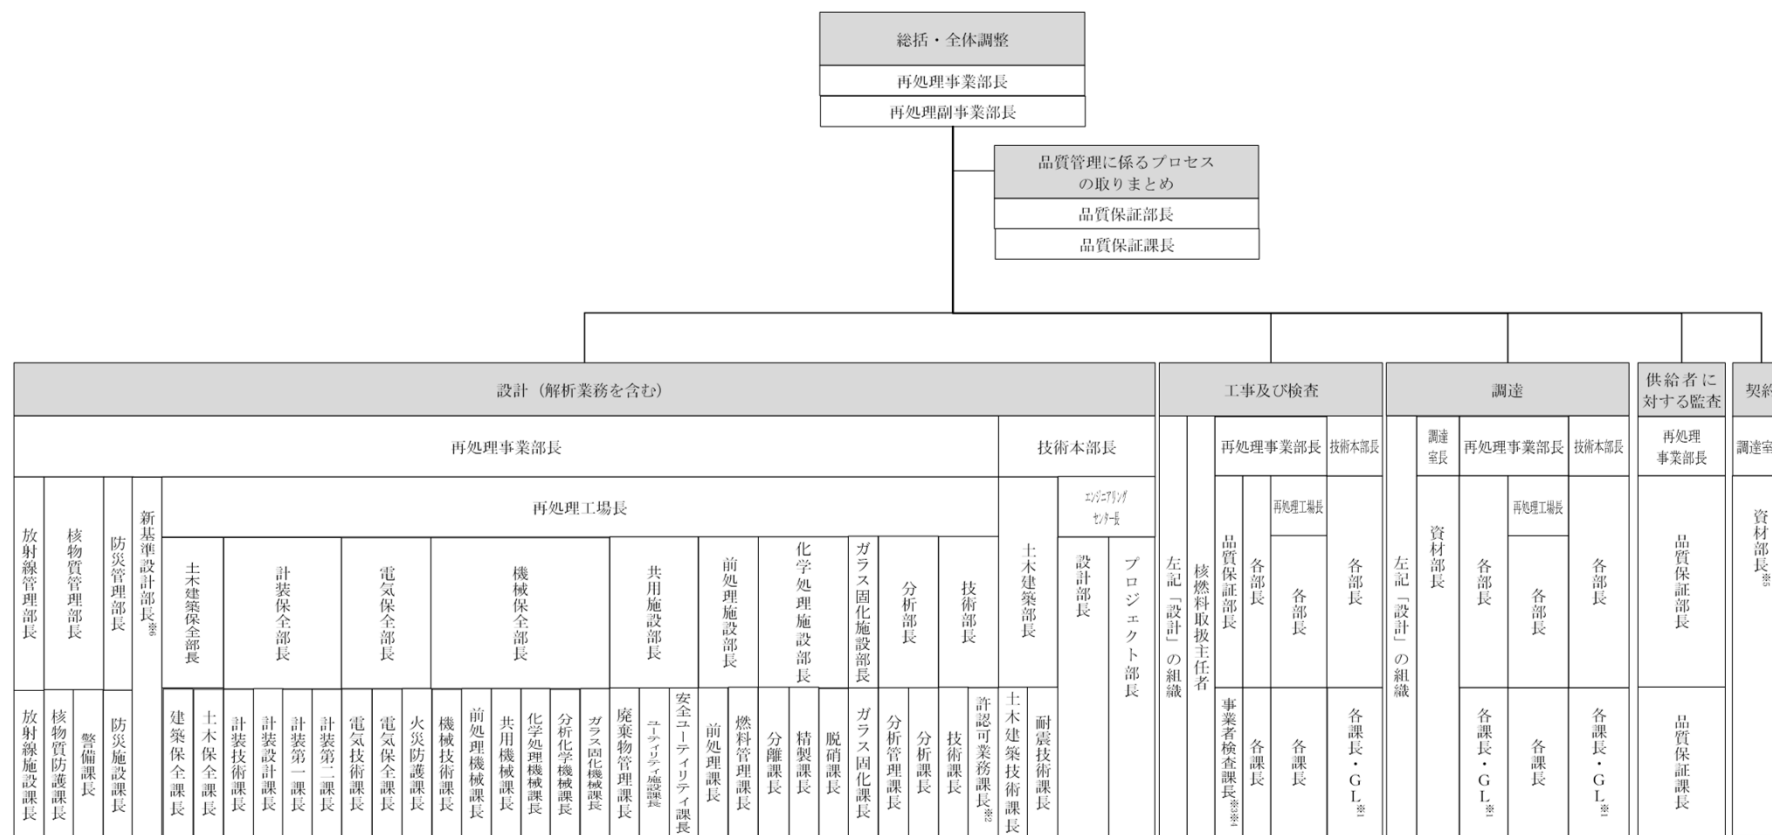 総括・全体調整
再処理事業部長
再処理副事業部長
品質管理に係るプロセス
の取りまとめ
品質保証部長
品質保証課長
設計（解析業務を含む）
再処理事業部長
技術本部長
放射線管理部長
核物質管理部長
防災管理部長
新基準設計部長※6
再処理工場長
土木建築保全部長
計装保全部長
電気保全部長
機械保全部長
共用施設部長
前処理施設部長
化学処理施設部長
ガラス固化施設部長
分析部長
技術部長
土木建築部長
エンジニアリング
センター長
設計部長
プロジェクト部長
放射線施設課長
核物質防護課長
警備課長
防災施設課長
建築保全課長
土木保全課長
計装技術課長
計装設計課長
計装第一課長
計装第二課長
電気技術課長
電気保全課長
火災防護課長
機械技術課長
前処理機械課長
共用機械課長
化学処理機械課長
分析化学機械課長
ガラス固化機械課長
廃棄物管理課長
ユーティリティ施設課長
安全ユーティリティ課長
前処理課長
燃料管理課長
分離課長
精製課長
脱硝課長
ガラス固化課長
分析管理課長
分析課長
技術課長
許認可業務課長※2
土木建築技術課長
耐震技術課長
工事及び検査
左記「設計」の組織
核燃料取扱主任者
再処理事業部長
技術本部長
品質保証部長
各部長
再処理工場長
各部長
各部長
事業者検査課長※3※4
各課長
各課長
各課長・GL※1
調達
左記「設計」の組織
調達
室長
再処理事業部長
技術本部長
資材部長
各部長
再処理工場長
各部長
各部長
各課長・GL※1
各課長
各課長・GL※1
供給者に
対する監査
再処理
事業部長
品質保証部長
品質保証課長
契約
調達室
資材部長※5